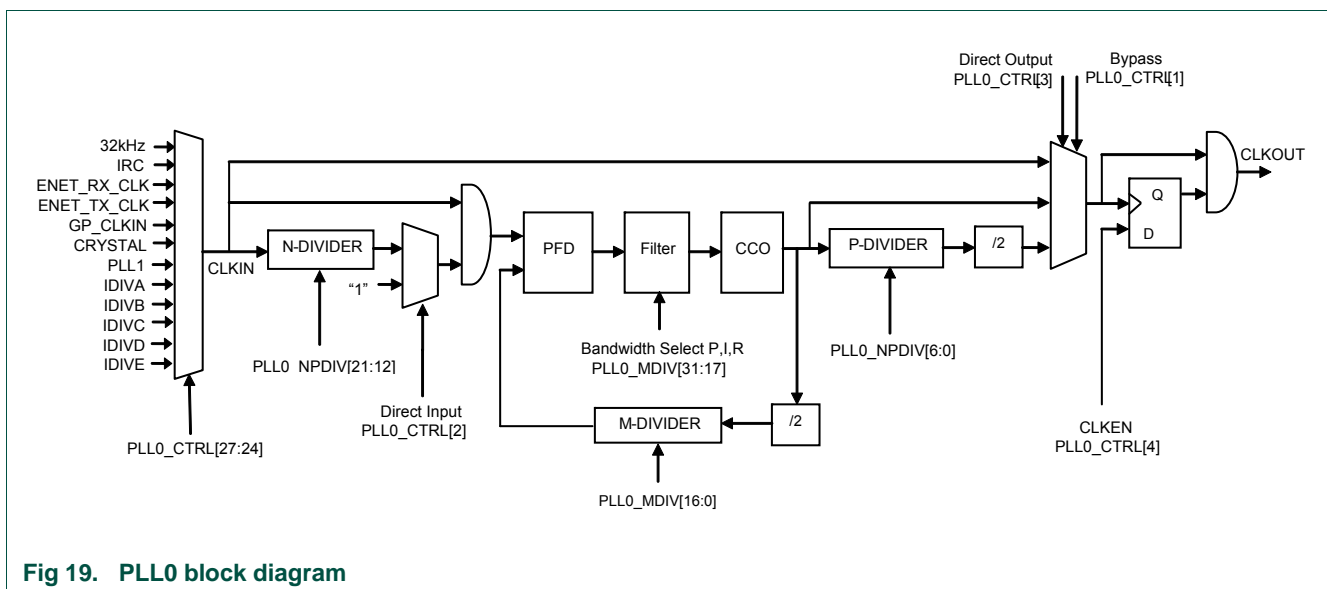 Direct Output
PLL0_CTRL[3]
Bypass
PLL0_CTRL[1]
32kHz
IRC
ENET_RX_CLK
ENET_TX_CLK
GP_CLKIN
CRYSTAL
PLL1
IDIVA
IDIVB
IDIVC
IDIVD
IDIVE
CLKIN
N-DIVIDER
"1"
PFD
Filter
CCO
P-DIVIDER
/2
Q
D
CLKOUT
PLL0_NPDIV[21:12]
Bandwidth Select P,I,R
PLL0_MDIV[31:17]
PLL0_NPDIV[6:0]
Direct Input
PLL0_CTRL[2]
M-DIVIDER
/2
CLKEN
PLL0_CTRL[4]
PLL0_CTRL[27:24]
PLL0_MDIV[16:0]
Fig 19. PLL0 block diagram